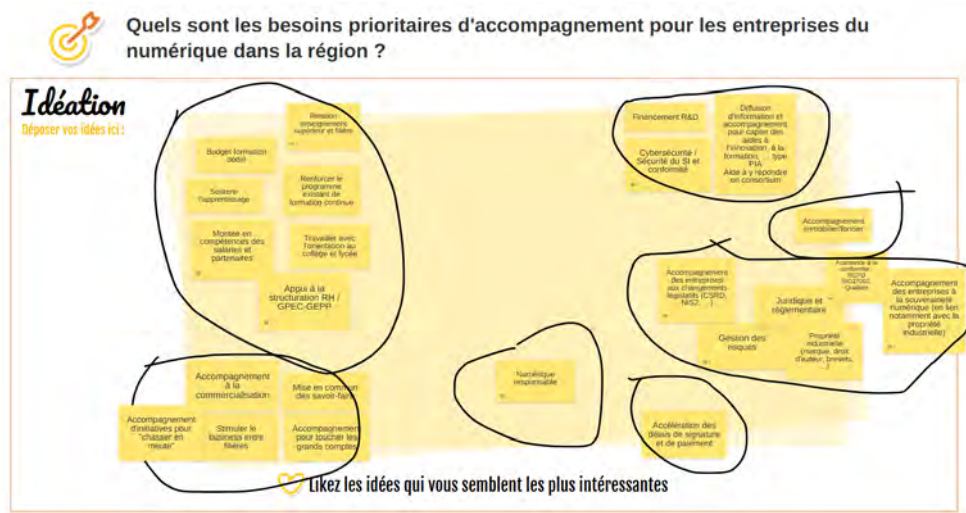 Quels sont les besoins prioritaires d'accompagnement pour les entreprises du
numérique dans la région ?
Idéation
Déposer vos idées ici :
Relation
enseignement
supérieur et filière
Budget formation
dédié
Soutenir
l'apprentissage
Renforcer le
programme
existant de
formation continue
Montée en
compétences des
salariés et
partenaires
Travailler avec
l'orientation au
collège et lycée
Appui à la
structuration RH /
GPEC-GEPP
Financement R&D
Cybersécurité /
Sécurité du SI et
conformité
Diffusion
d'information et
accompagnement
pour capter des
aides à
l'innovation, à la
formation, ... type
PIA
Aide à y répondre
en consortium
Accompagnement
immobilier/foncier
Accompagnement
des entreprises
aux changements
législatifs (CSRD,
NIS2, ...)
conformité
Juridique et
réglementaire
Accompagnement
des entreprises à
la souveraineté
numérique (en lien
notamment avec la
propriété
industrielle)
Gestion des
risques
Propriété
industrielle
(marque, droit
d'auteur, brevets,
...)
Accompagnement
à la
commercialisation
Mise en commun
des savoir-faire
Accompagnement
d'initiatives pour
"chasser en
meute"
Stimuler le
business entre
filières
Accompagnement
pour toucher les
grands comptes
Numérique
responsable
Accélération des
délais de signature
et de paiement
Likez les idées qui vous semblent les plus intéressantes